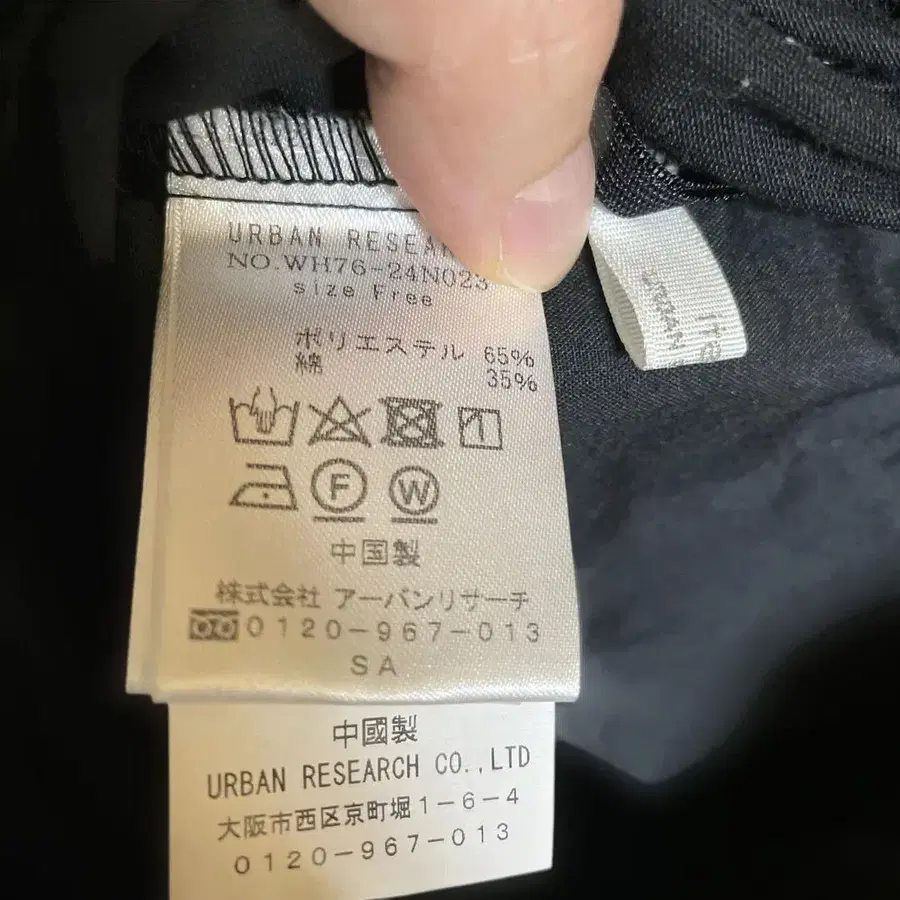 URBAN RESEAR
NO.WH76-24N023
size Free
ポリエステル 65%
綿 35%
F W
中国製
株式会社 アーバンリサーチ
0120-967-013
SA
中國製
URBAN RESEARCH CO.,LTD
大阪市西区京町堀1-6-4
0120-967-013
ite
URBAN